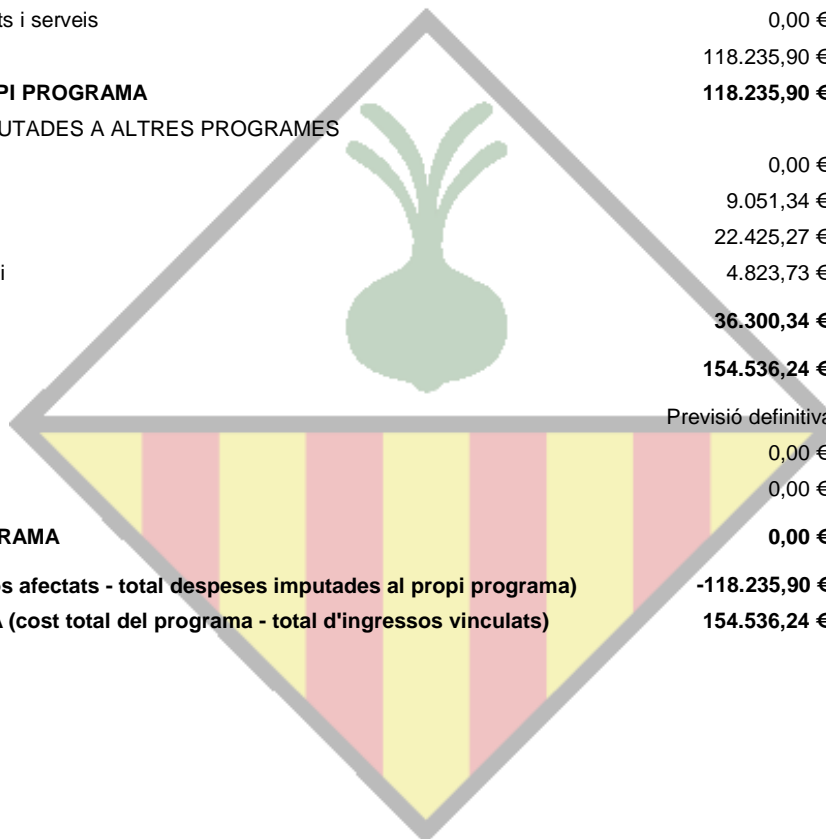 ts i serveis 0,00 €
118.235,90 €
PI PROGRAMA 118.235,90 €
UTADES A ALTRES PROGRAMES
0,00 €
9.051,34 €
22.425,27 €
i 4.823,73 €
36.300,34 €
154.536,24 €
Previsió definitiva
0,00 €
0,00 €
RAMA 0,00 €
s afectats - total despeses imputades al propi programa) -118.235,90 €
A (cost total del programa - total d'ingressos vinculats) 154.536,24 €